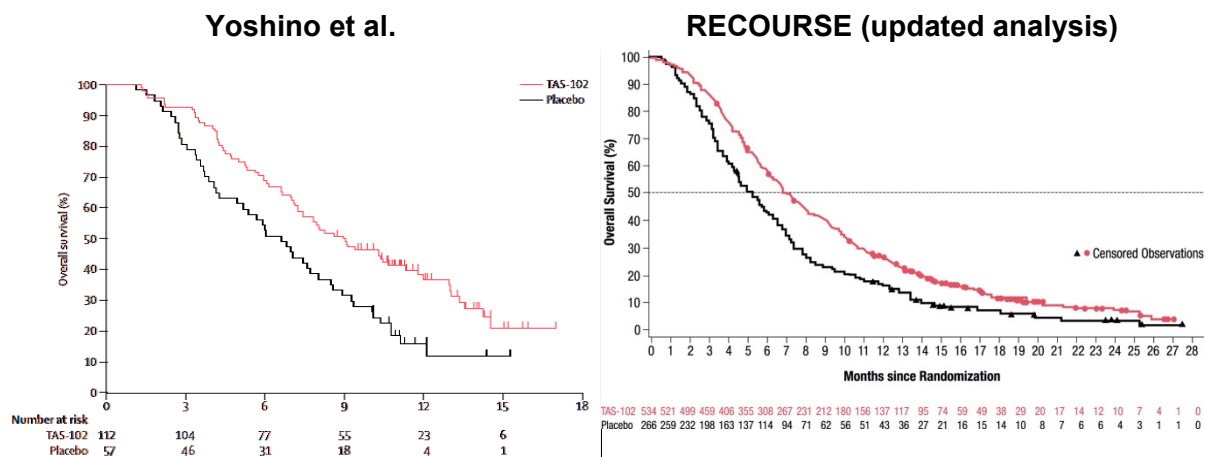 Yoshino et al.
TAS-102
Placebo
100
90
80
70
60
50
40
30
20
10
0
Overall survival (%)
0 3 6 9 12 15 18
Number at risk
TAS-102 112 104 77 55 23 6
Placebo 57 46 31 18 4 1
RECOURSE (updated analysis)
100
90
80
70
60
50
40
30
20
10
0
Overall Survival (%)
Censored Observations
0 1 2 3 4 5 6 7 8 9 10 11 12 13 14 15 16 17 18 19 20 21 22 23 24 25 26 27 28
Months since Randomization
TAS-102 534 521 499 459 406 355 308 267 231 212 180 156 137 117 95 74 59 49 38 29 20 17 14 12 10 7 4 1 0
Placebo 266 259 232 198 163 137 114 94 71 62 56 51 43 36 27 21 16 15 14 9 8 7 6 6 4 3 1 1 0